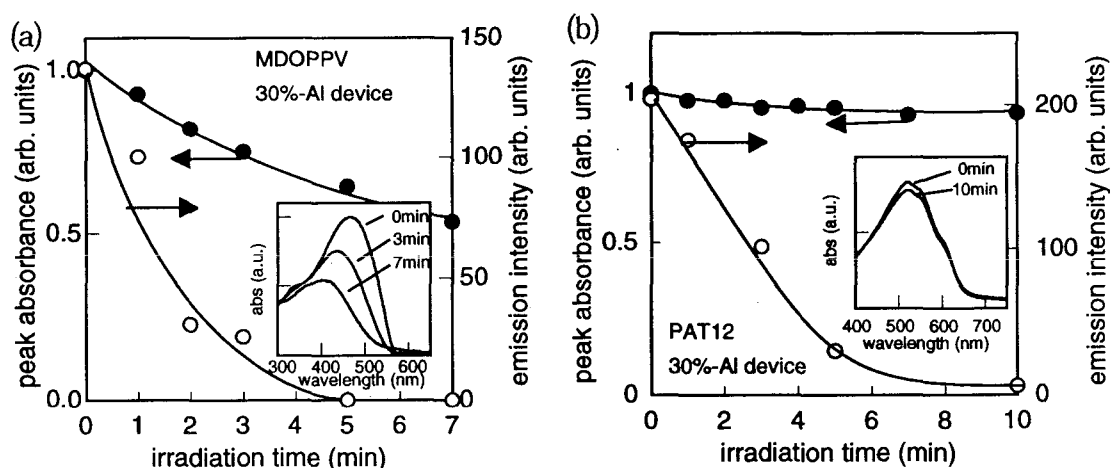 (a)
MDOPPV
30%-Al device
peak absorbance (arb. units)
1.0
0.5
0.0
emission intensity (arb. units)
150
100
50
0
0 1 2 3 4 5 6 7
irradiation time (min)
abs (a.u.)
0min
3min
7min
300 400 500 600
wavelength (nm)
(b)
PAT12
30%-Al device
peak absorbance (arb. units)
1
0.5
0
emission intensity (arb. units)
200
100
0
0 2 4 6 8 10
irradiation time (min)
abs (a.u.)
0min
10min
400 500 600 700
wavelength (nm)